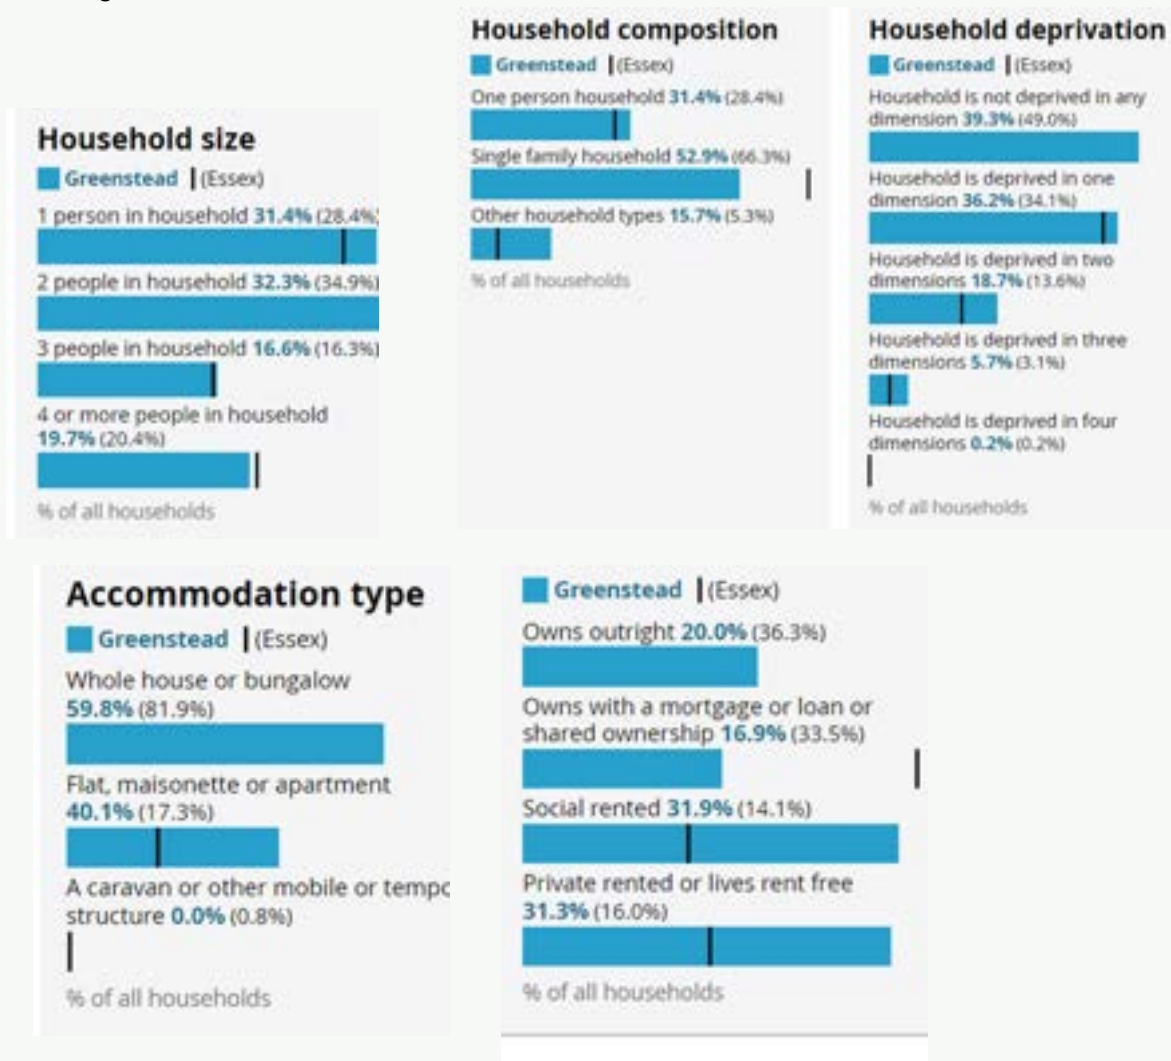 Household size
Greenstead (Essex)
1 person in household 31.4% (28.4%)
2 people in household 32.3% (34.9%)
3 people in household 16.6% (16.3%)
4 or more people in household
19.7% (20.4%)
% of all households
Household composition
Greenstead (Essex)
One person household 31.4% (28.4%)
Single family household 52.9% (66.3%)
Other household types 15.7% (5.3%)
% of all households
Household deprivation
Greenstead (Essex)
Household is not deprived in any
dimension 39.3% (49.0%)
Household is deprived in one
dimension 36.2% (34.1%)
Household is deprived in two
dimensions 18.7% (13.6%)
Household is deprived in three
dimensions 5.7% (3.1%)
Household is deprived in four
dimensions 0.2% (0.2%)
% of all households
Accommodation type
Greenstead (Essex)
Whole house or bungalow
59.8% (81.9%)
Flat, maisonette or apartment
40.1% (17.3%)
A caravan or other mobile or tempo
structure 0.0% (0.8%)
% of all households
Greenstead (Essex)
Owns outright 20.0% (36.3%)
Owns with a mortgage or loan or
shared ownership 16.9% (33.5%)
Social rented 31.9% (14.1%)
Private rented or lives rent free
31.3% (16.0%)
% of all households